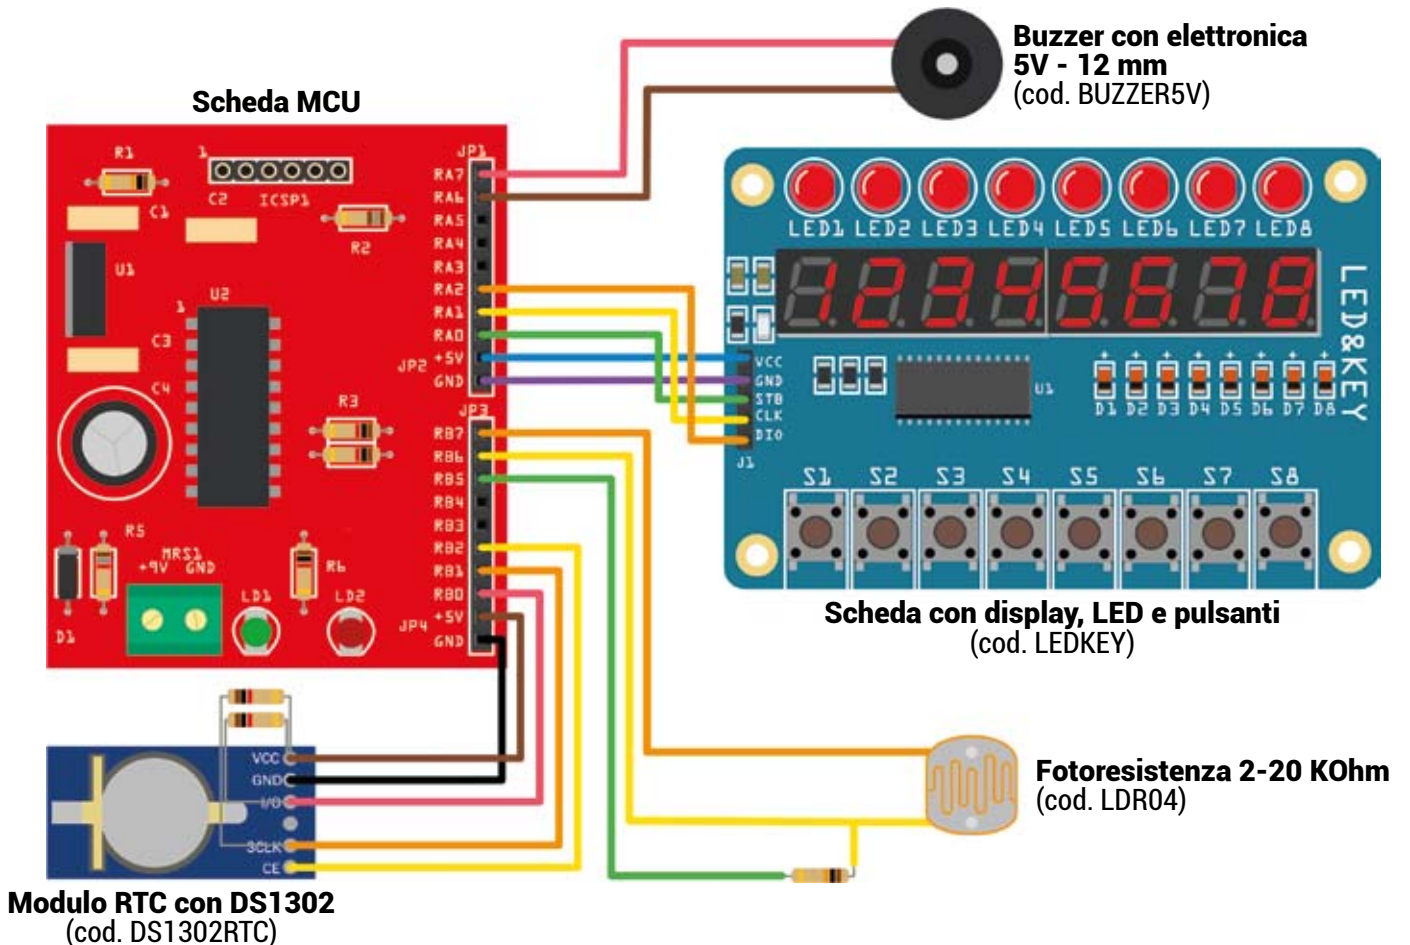 Buzzer con elettronica
5V - 12 mm
(cod. BUZZER5V)
Scheda MCU
R1
1
C1
C2
ICSP1
R2
U1
U2
1
C3
C4
R3
R5
MRS1
+9V GND
R6
LD1
LD2
D1
JP1
RA7
RA6
RA5
RA4
RA3
RA2
RA1
RA0
+5V
JP2
GND
JP3
RB7
RB6
RB5
RB4
RB3
RB2
RB1
RB0
+5V
JP4
GND
LED1 LED2 LED3 LED4 LED5 LED6 LED7 LED8
12345678
LED&KEY
VCC
GND
STB
CLK
DIO
J1
U1
D1 D2 D3 D4 D5 D6 D7 D8
S1 S2 S3 S4 S5 S6 S7 S8
Scheda con display, LED e pulsanti
(cod. LEDKEY)
VCC
GND
I/O
SCLK
CE
Modulo RTC con DS1302
(cod. DS1302RTC)
Fotoresistenza 2-20 KOhm
(cod. LDR04)